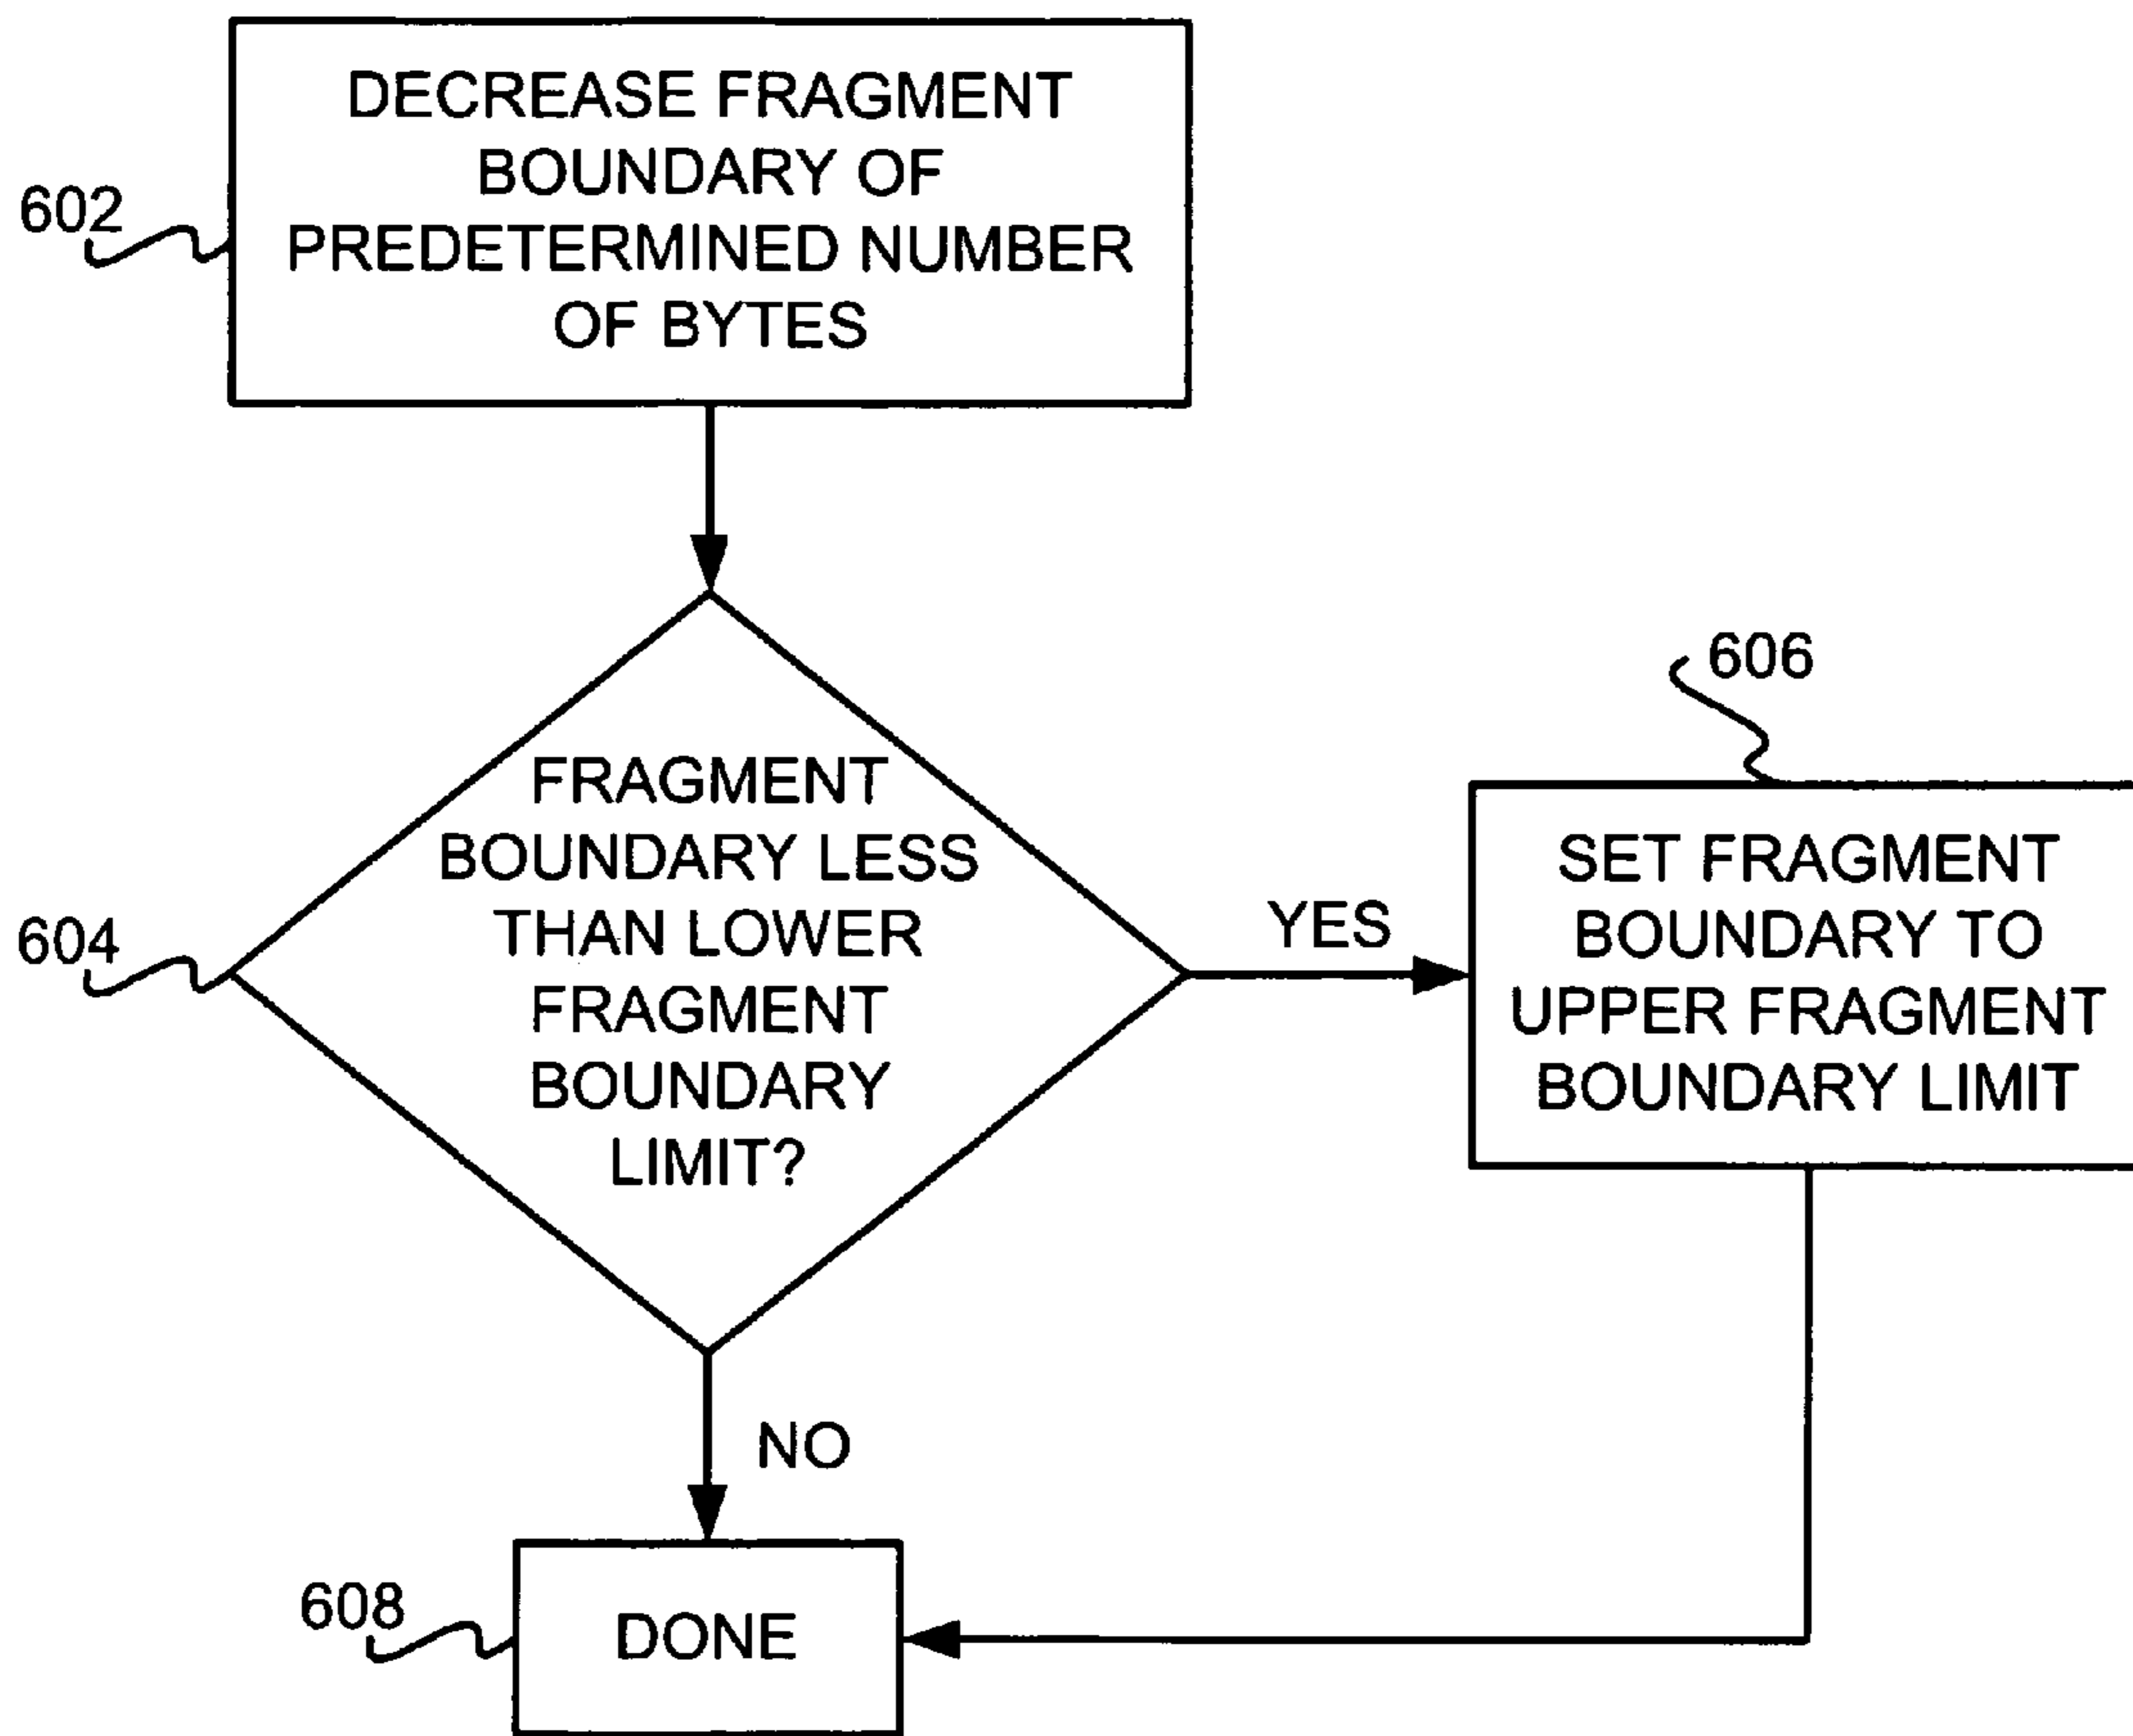 DECREASE FRAGMENT
BOUNDARY OF
PREDETERMINED NUMBER
OF BYTES
602
FRAGMENT
BOUNDARY LESS
THAN LOWER
FRAGMENT
BOUNDARY
LIMIT?
604
YES
606
SET FRAGMENT
BOUNDARY TO
UPPER FRAGMENT
BOUNDARY LIMIT
NO
608
DONE